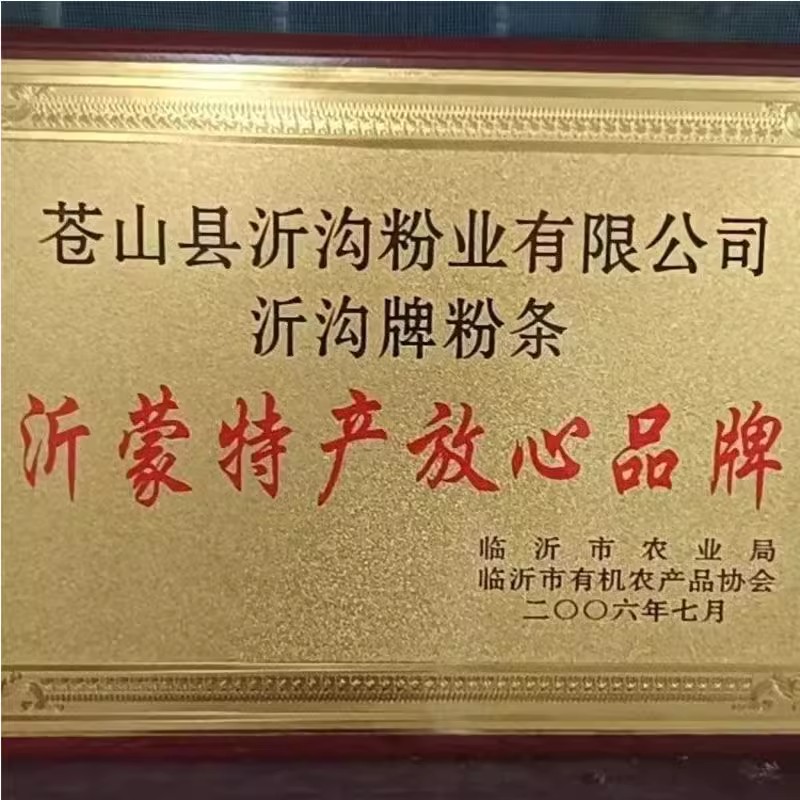 苍山县沂沟粉业有限公司
沂沟牌粉条
沂蒙特产放心品牌
临沂市农业局
临沂市有机农产品协会
二〇〇六年七月